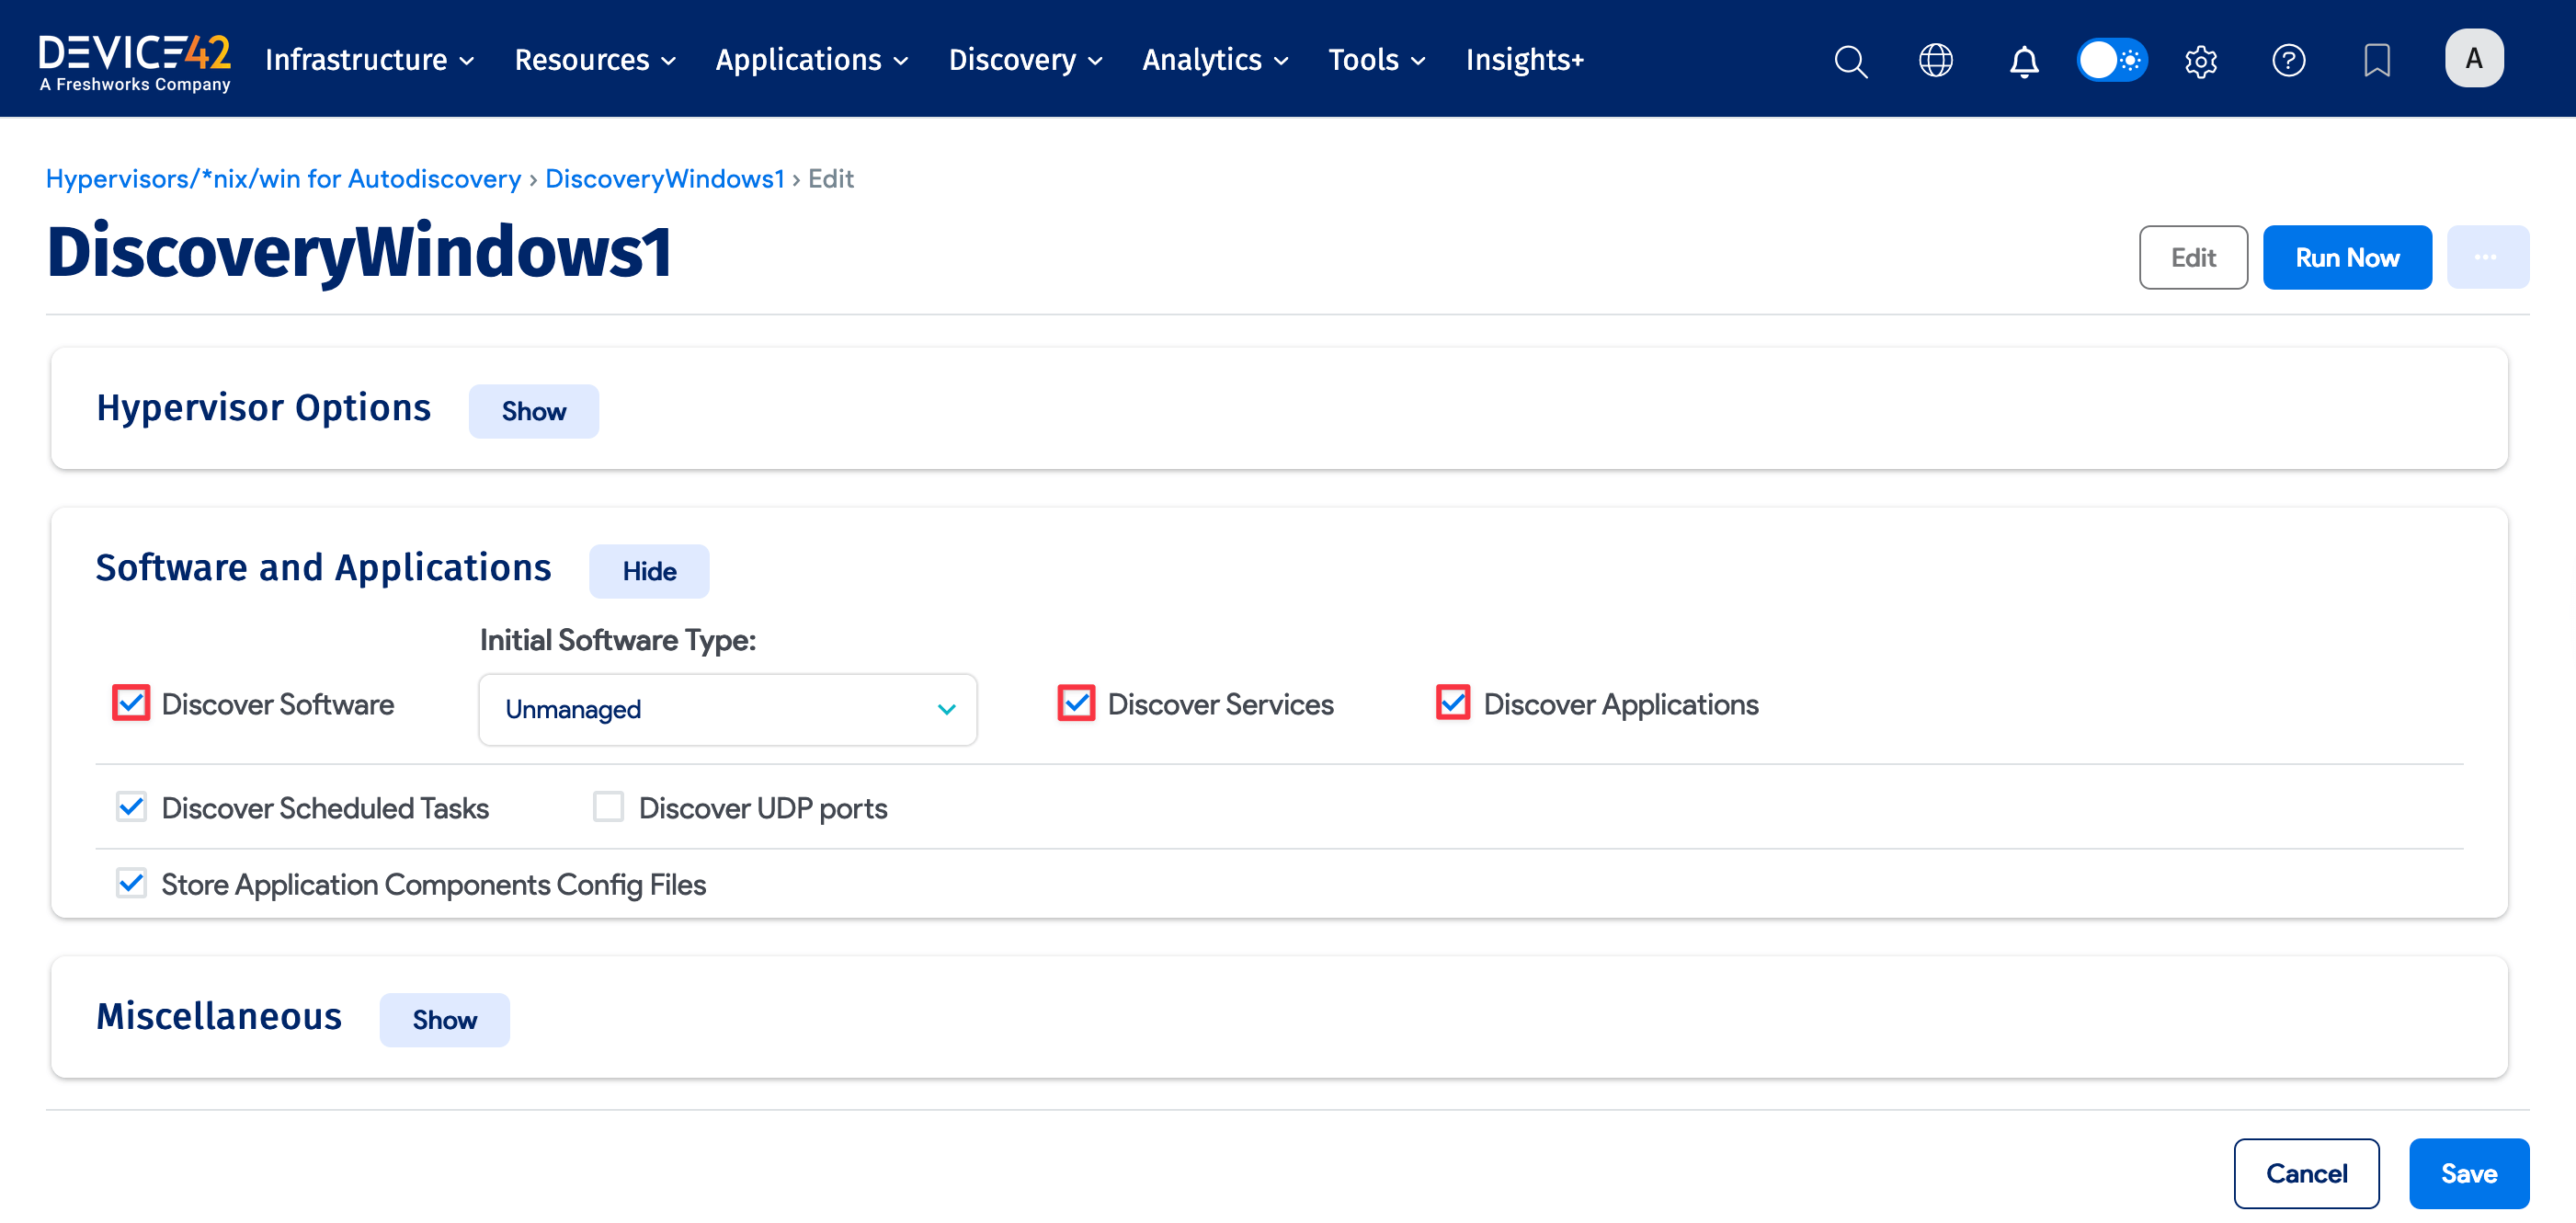 DEVICE42
A Freshworks Company
Infrastructure Resources Applications Discovery Analytics Tools Insights+
A
Hypervisors/*nix/win for Autodiscovery › DiscoveryWindows1 › Edit
DiscoveryWindows1
Edit Run Now ...
Hypervisor Options Show
Software and Applications Hide
Initial Software Type:
Discover Software Unmanaged Discover Services Discover Applications
Discover Scheduled Tasks Discover UDP ports
Store Application Components Config Files
Miscellaneous Show
Cancel Save